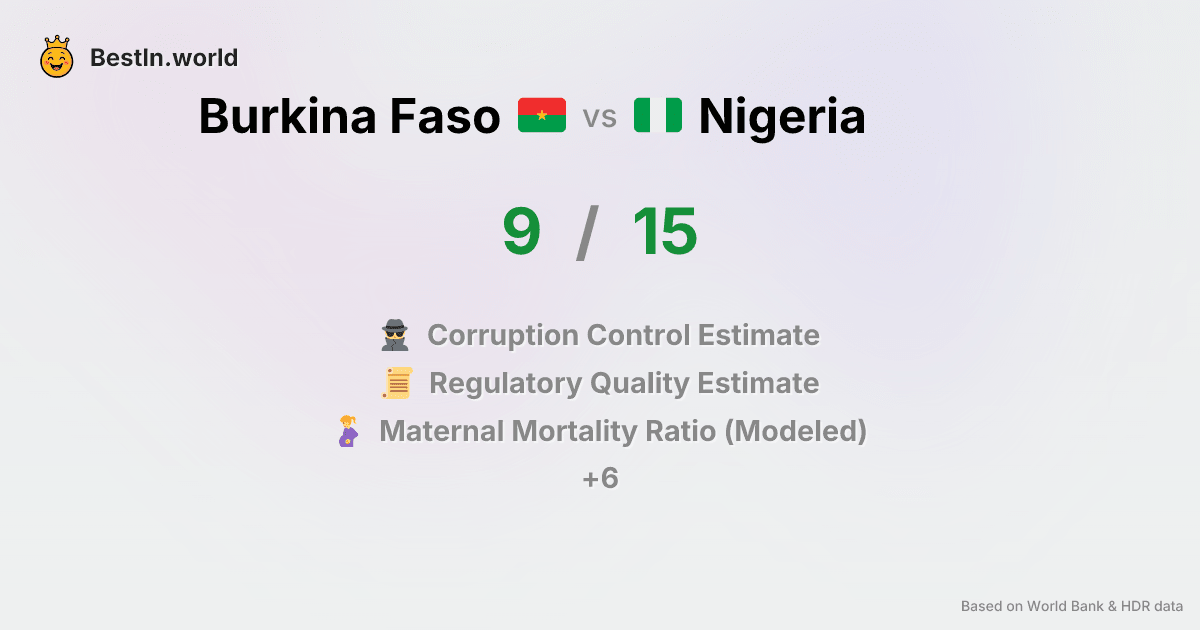 BestIn.world
Burkina Faso vs Nigeria
9 / 15
Corruption Control Estimate
Regulatory Quality Estimate
Maternal Mortality Ratio (Modeled)
+6
Based on World Bank & HDR data